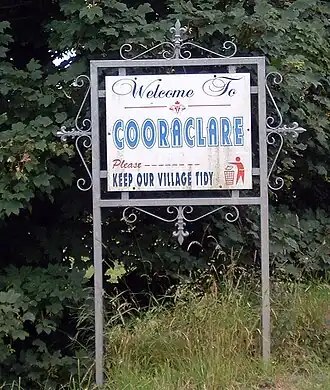 Welcome To
COORACLARE
Please
KEEP OUR VILLAGE TIDY